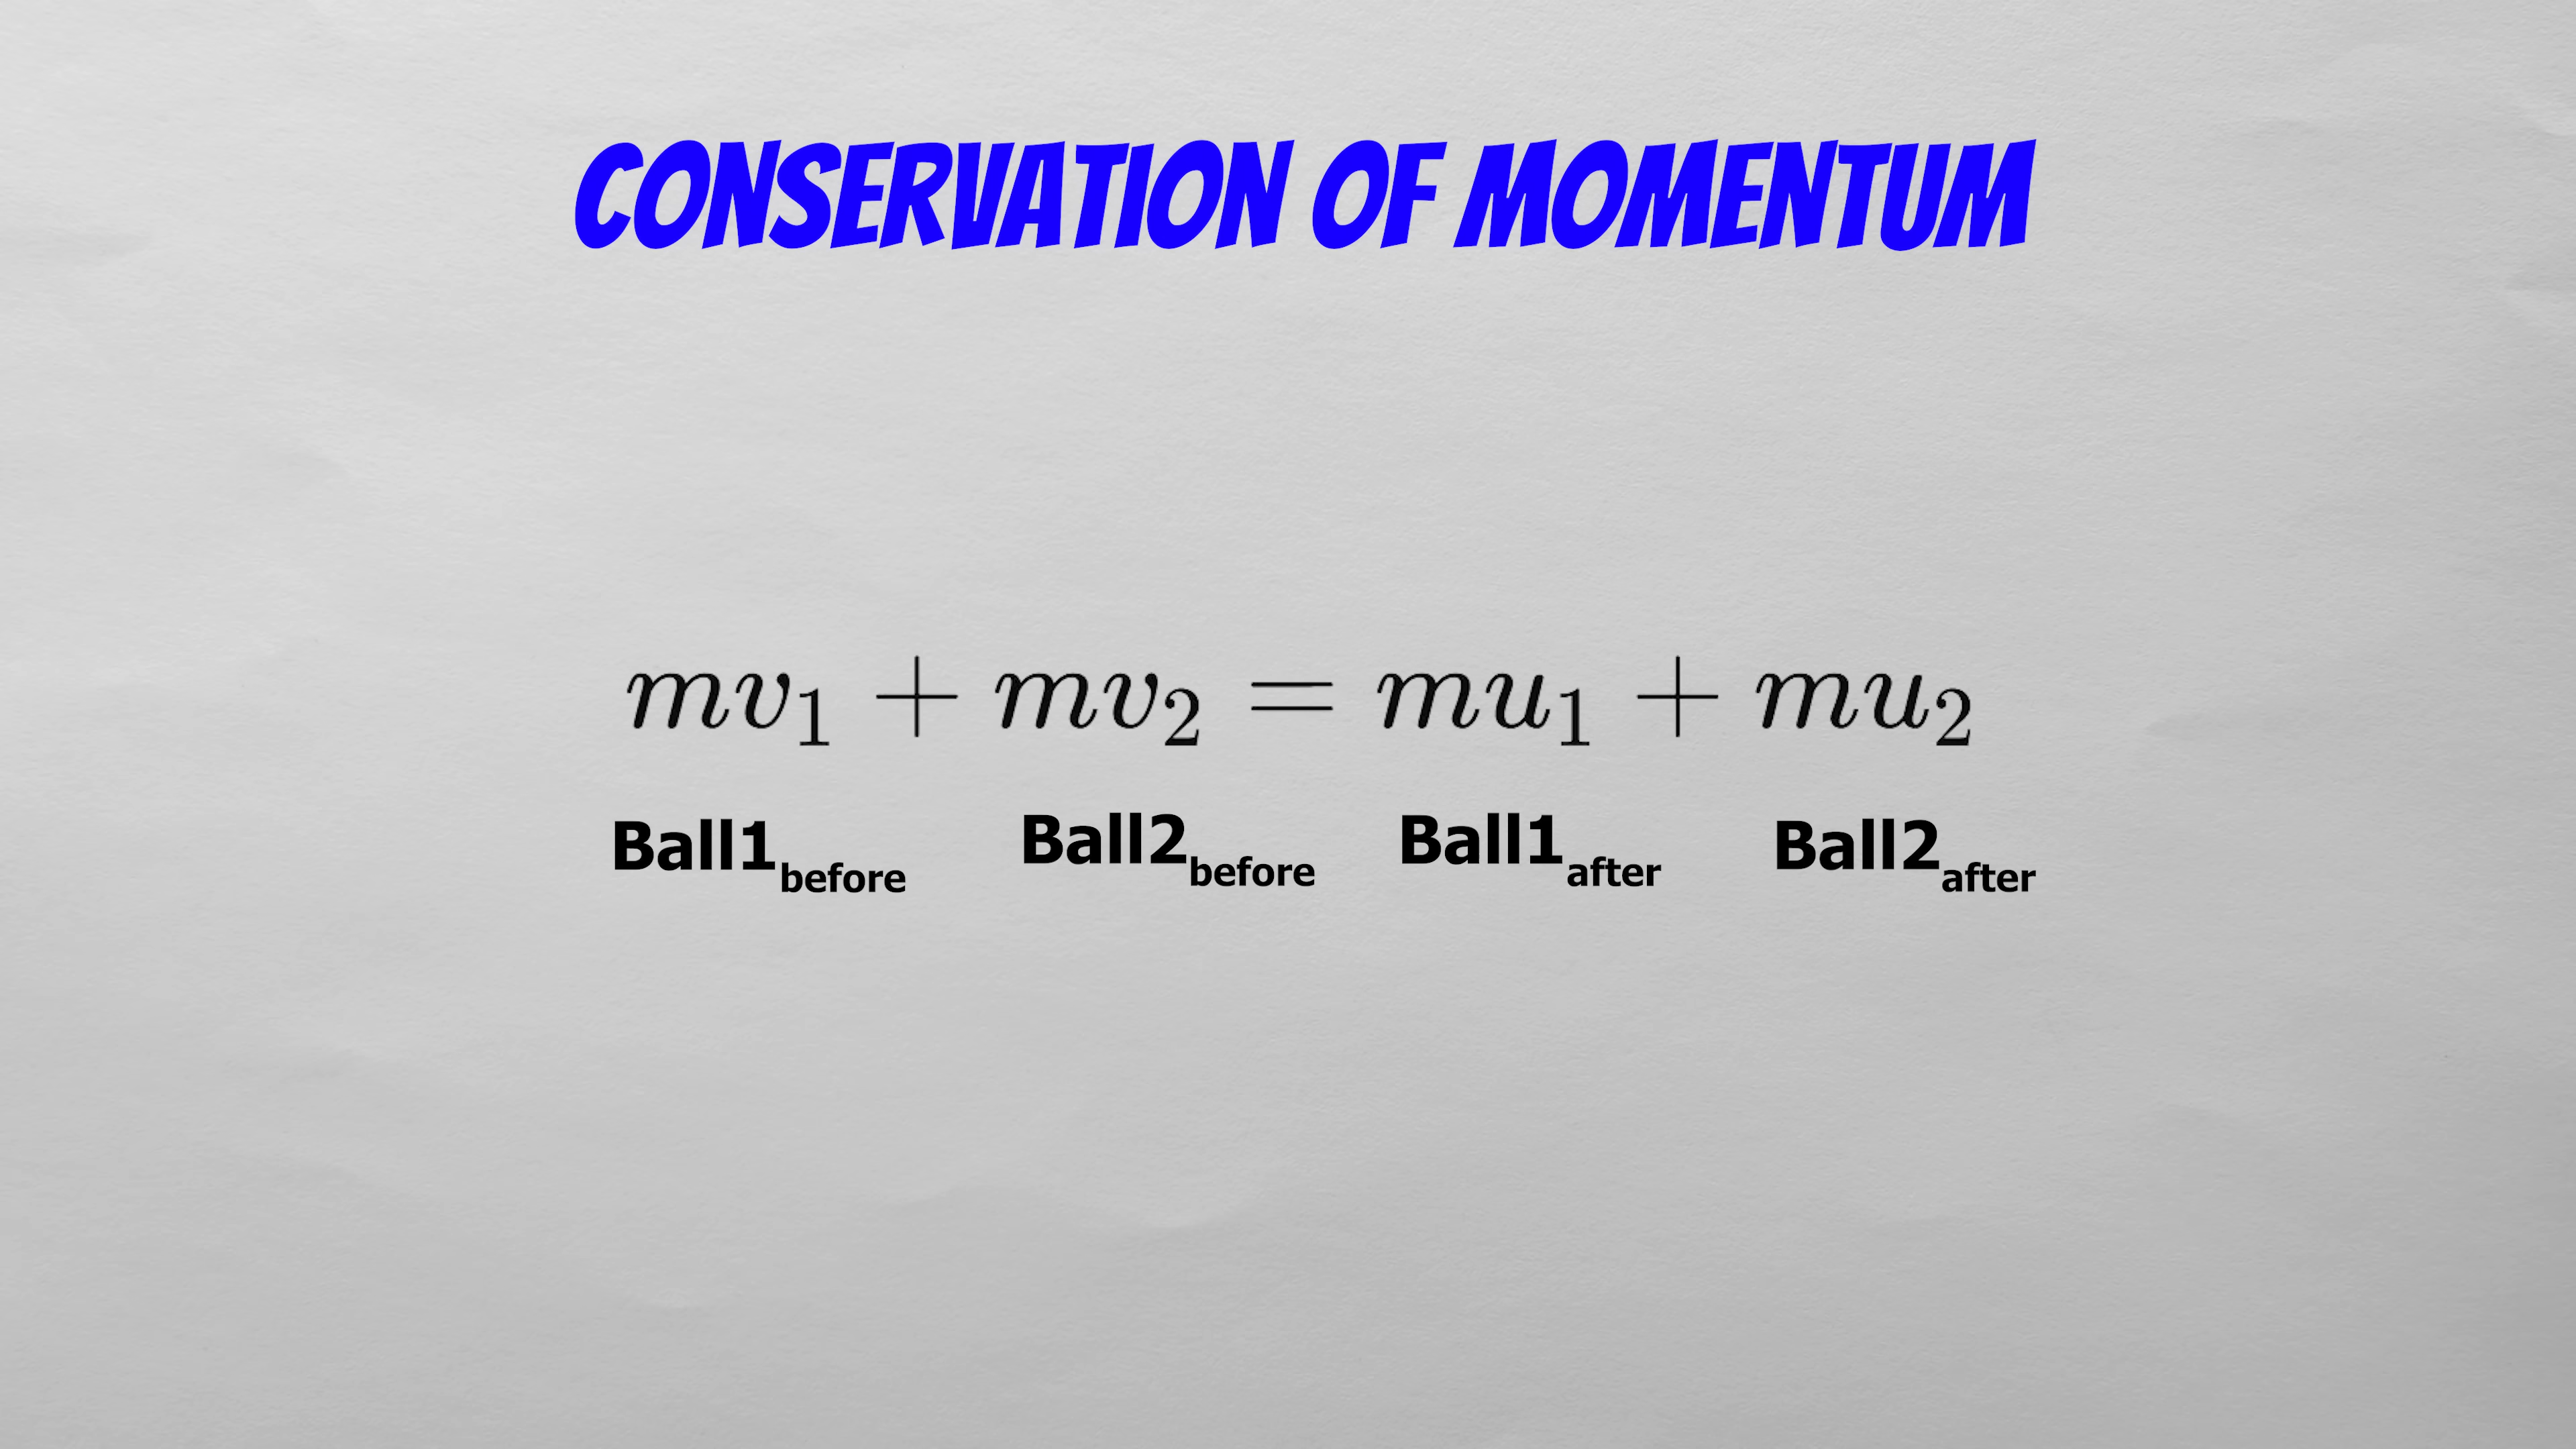 CONSERVATION OF MOMENTUM
mv₁ + mv₂ = mu₁ + mu₂
Ball1before Ball2before Ball1after Ball2after